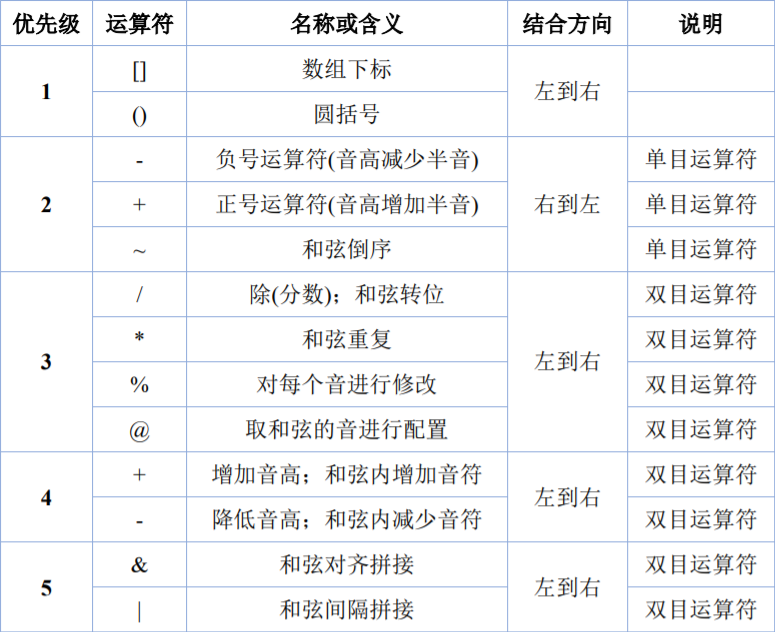 优先级 运算符 名称或含义 结合方向 说明
1 [] 数组下标 左到右
() 圆括号
2 - 负号运算符(音高减少半音) 右到左 单目运算符
+ 正号运算符(音高增加半音) 单目运算符
~ 和弦倒序 单目运算符
3 / 除(分数)；和弦转位 左到右 双目运算符
* 和弦重复 双目运算符
% 对每个音进行修改 双目运算符
@ 取和弦的音进行配置 双目运算符
4 + 增加音高；和弦内增加音符 左到右 双目运算符
- 降低音高；和弦内减少音符 双目运算符
5 & 和弦对齐拼接 左到右 双目运算符
| 和弦间隔拼接 双目运算符